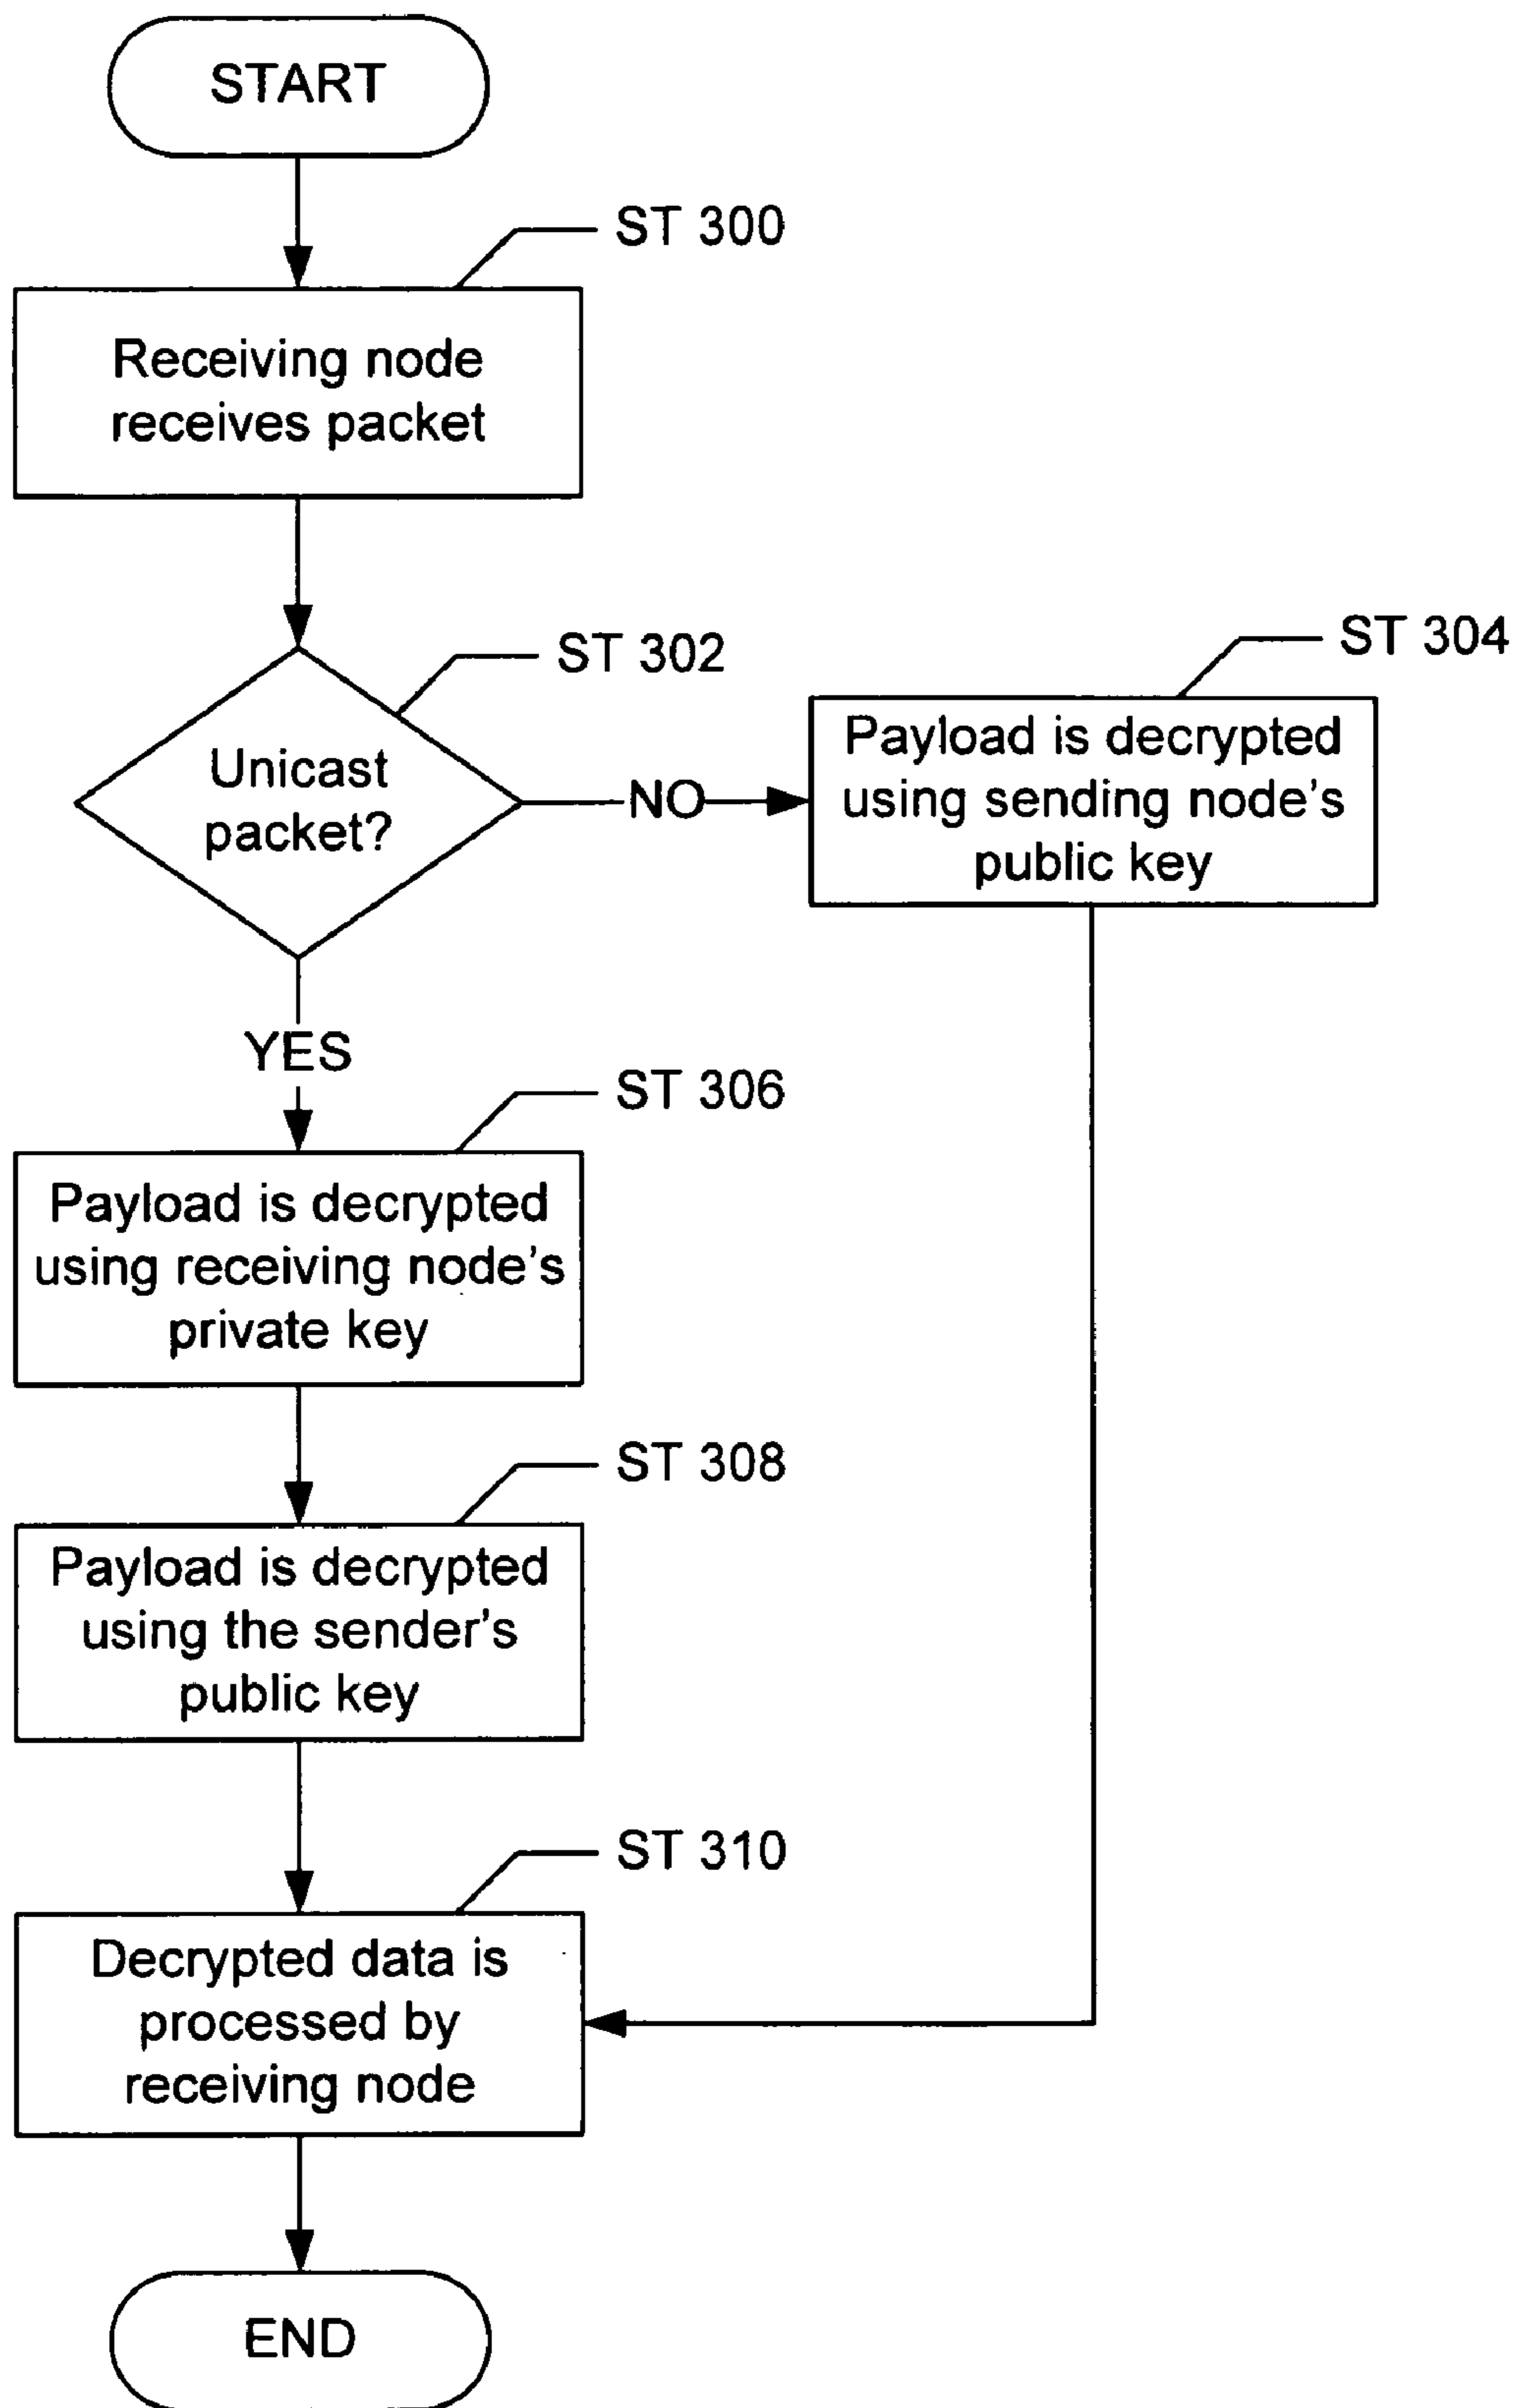 START
ST 300
Receiving node
receives packet
ST 302
Unicast
packet?
NO
ST 304
Payload is decrypted
using sending node's
public key
YES
ST 306
Payload is decrypted
using receiving node's
private key
ST 308
Payload is decrypted
using the sender's
public key
ST 310
Decrypted data is
processed by
receiving node
END